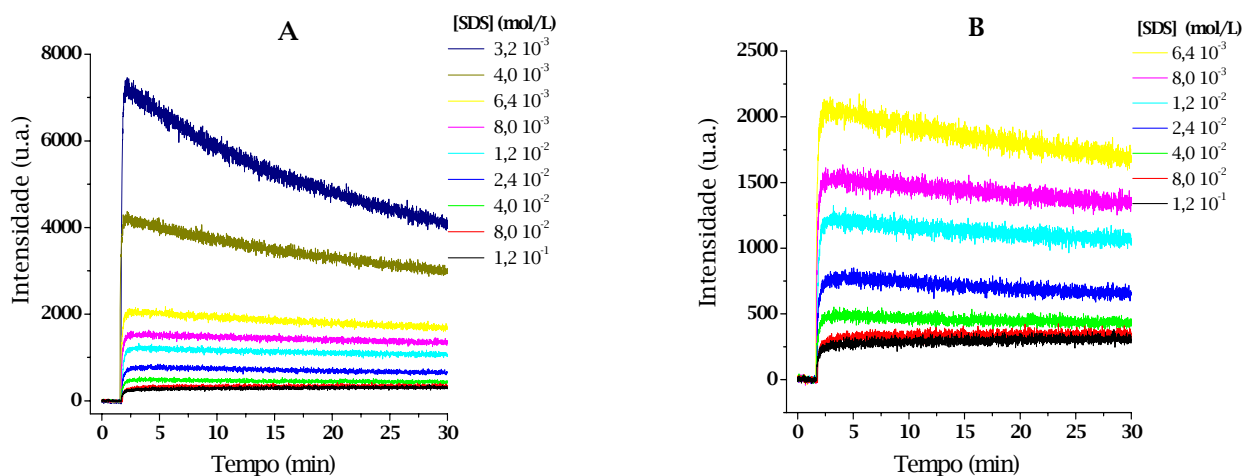 A
[SDS] (mol/L)
3,2 10⁻³
4,0 10⁻³
6,4 10⁻³
8,0 10⁻³
1,2 10⁻²
2,4 10⁻²
4,0 10⁻²
8,0 10⁻²
1,2 10⁻¹
Intensidade (u.a.)
8000
6000
4000
2000
0
0 5 10 15 20 25 30
Tempo (min)
B
[SDS] (mol/L)
6,4 10⁻³
8,0 10⁻³
1,2 10⁻²
2,4 10⁻²
4,0 10⁻²
8,0 10⁻²
1,2 10⁻¹
Intensidade (u.a.)
2500
2000
1500
1000
500
0
0 5 10 15 20 25 30
Tempo (min)